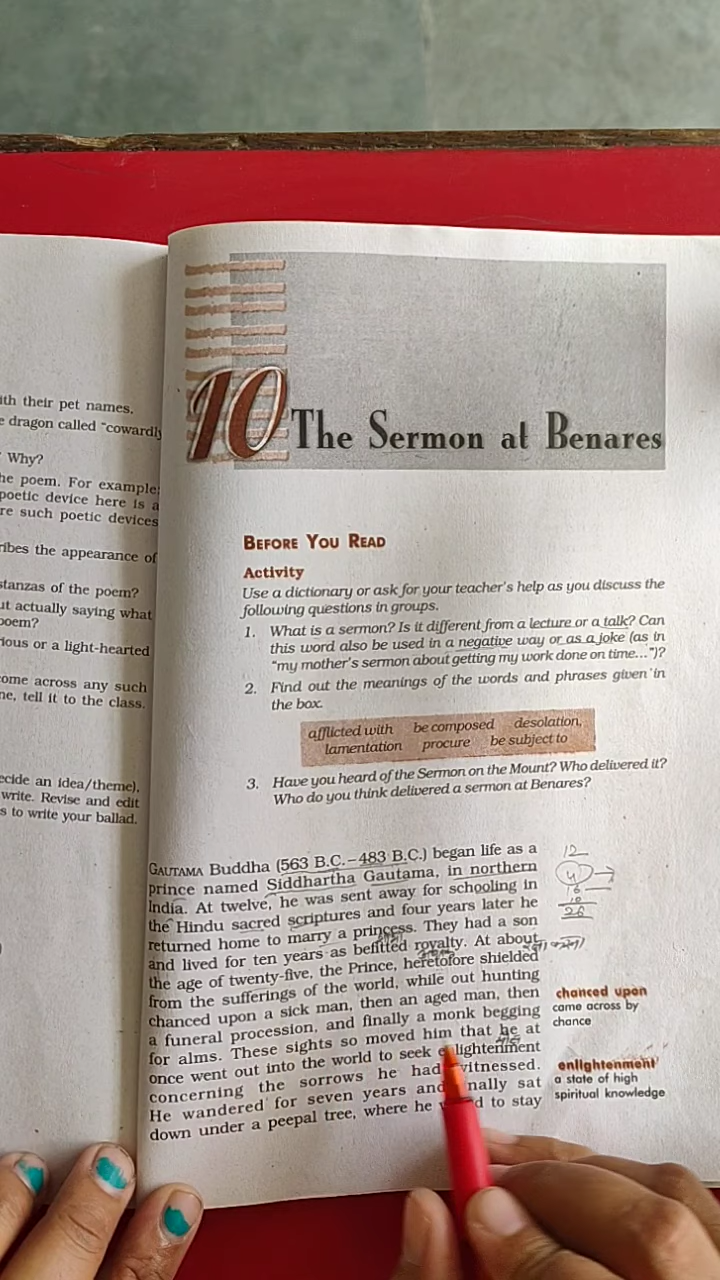 ith their pet names.
e dragon called "cowardly
Why?
he poem. For example:
poetic device here is a
re such poetic devices
ribes the appearance of
stanzas of the poem?
ut actually saying what
poem?
ious or a light-hearted
ome across any such
ne, tell it to the class.
ecide an idea/theme),
write. Revise and edit
s to write your ballad.
10 The Sermon at Benares
BEFORE YOU READ
Activity
Use a dictionary or ask for your teacher's help as you discuss the
following questions in groups.
1. What is a sermon? Is it different from a lecture or a talk? Can
this word also be used in a negative way or as a joke (as in
"my mother's sermon about getting my work done on time...")?
2. Find out the meanings of the words and phrases given in
the box.
afflicted with be composed desolation,
lamentation procure be subject to
3. Have you heard of the Sermon on the Mount? Who delivered it?
Who do you think delivered a sermon at Benares?
GAUTAMA Buddha (563 B.C.–483 B.C.) began life as a
prince named Siddhartha Gautama, in northern
India. At twelve, he was sent away for schooling in
the Hindu sacred scriptures and four years later he
returned home to marry a princess. They had a son
and lived for ten years as befitted royalty. At about
the age of twenty-five, the Prince, heretofore shielded
from the sufferings of the world, while out hunting
chanced upon a sick man, then an aged man, then
a funeral procession, and finally a monk begging
for alms. These sights so moved him that he at
once went out into the world to seek enlightenment
concerning the sorrows he had witnessed.
He wandered for seven years and finally sat
down under a peepal tree, where he to stay
12
4
16
10
26
chanced upon
came across by
chance
enlightenment
a state of high
spiritual knowledge